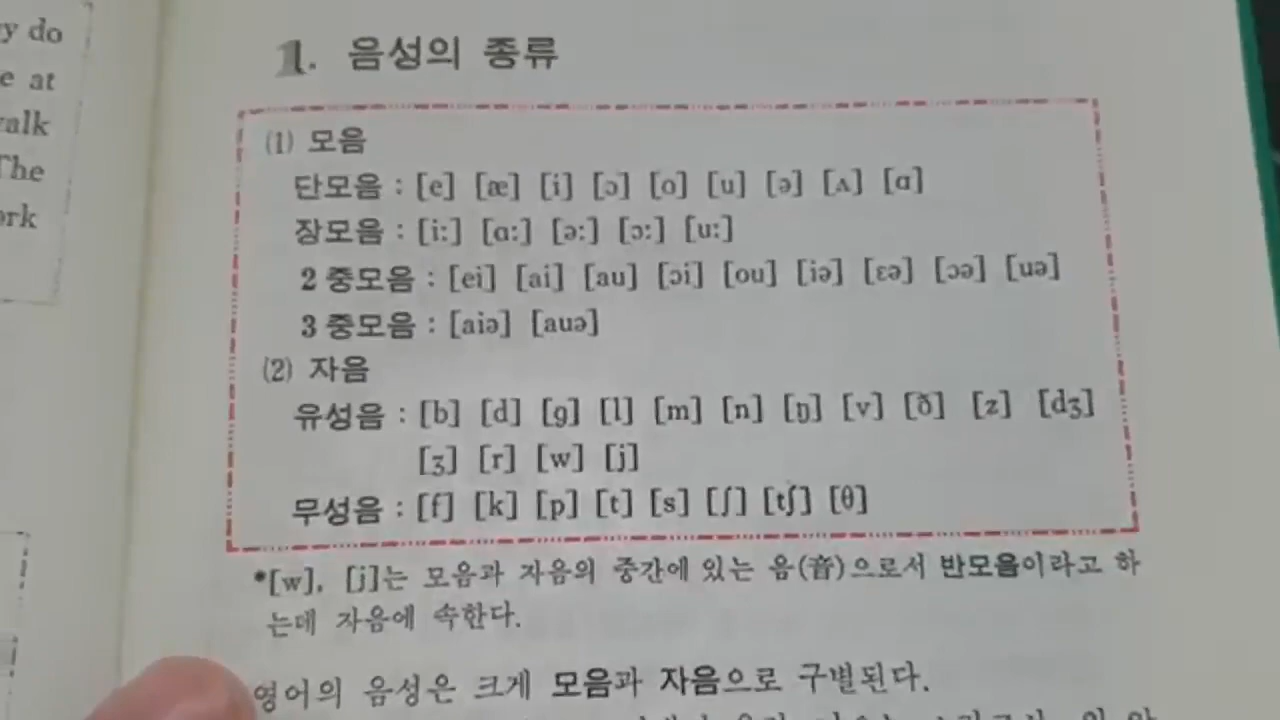 y do
e at
alk
The
ork
1. 음성의 종류
(1) 모음
단모음 : [e] [æ] [i] [ɔ] [o] [u] [ə] [ʌ] [ɑ]
장모음 : [i:] [ɑ:] [ə:] [ɔ:] [u:]
2 중모음 : [ei] [ai] [au] [ɔi] [ou] [iə] [ɛə] [ɔə] [uə]
3 중모음 : [aiə] [auə]
(2) 자음
유성음 : [b] [d] [g] [l] [m] [n] [ŋ] [v] [ð] [z] [dʒ]
[ʒ] [r] [w] [j]
무성음 : [f] [k] [p] [t] [s] [ʃ] [tʃ] [θ]
*[w], [j]는 모음과 자음의 중간에 있는 음(音)으로서 반모음이라고 하
는데 자음에 속한다.
영어의 음성은 크게 모음과 자음으로 구별된다.